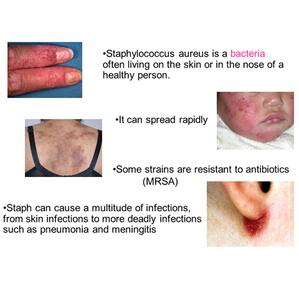 •Staphylococcus aureus is a bacteria
often living on the skin or in the nose of a
healthy person.
•It can spread rapidly
•Some strains are resistant to antibiotics
(MRSA)
•Staph can cause a multitude of infections,
from skin infections to more deadly infections
such as pneumonia and meningitis